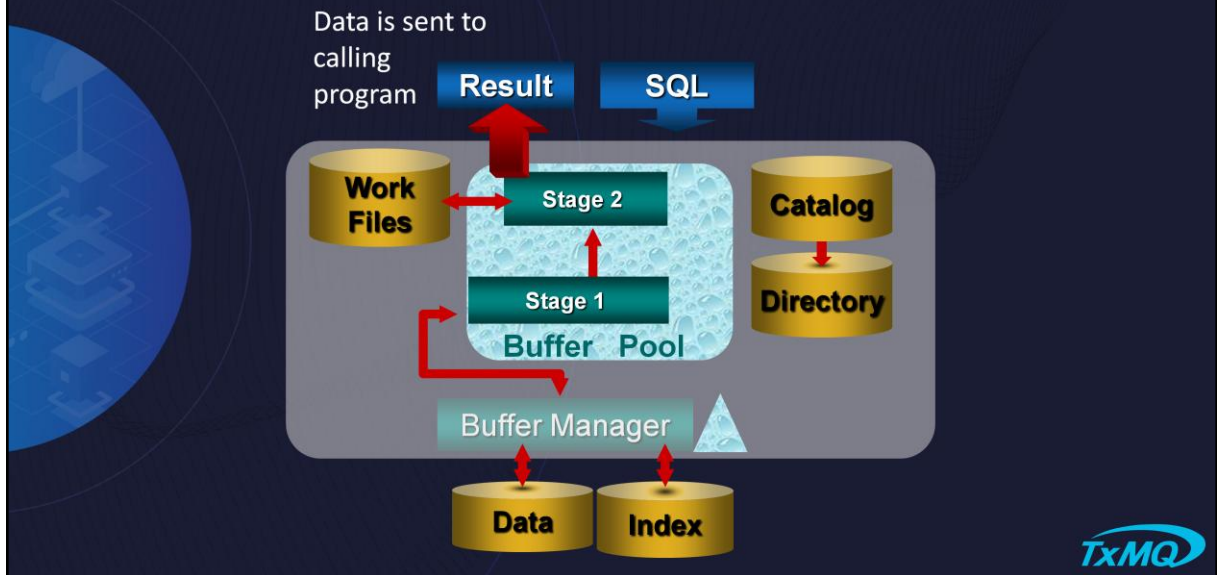 Data is sent to
calling
program
Result
SQL
Work
Files
Stage 2
Catalog
Stage 1
Directory
Buffer Pool
Buffer Manager
Data
Index
TxMQ